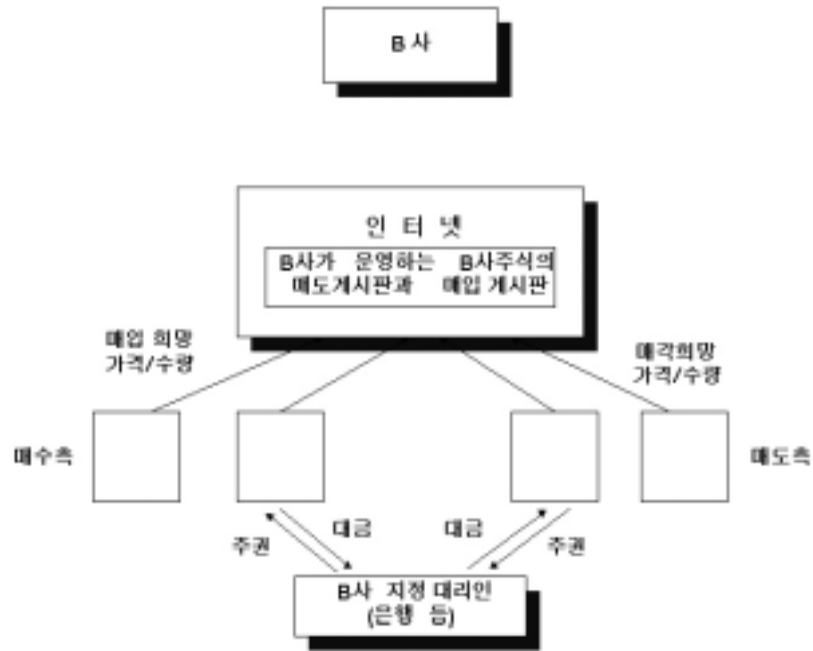 B 사
인 터 넷
B사가 운영하는 B사주식의
매도게시판과 매입 게시판
매입 희망
가격/수량
매각희망
가격/수량
매수측
매도측
대금
대금
주권
주권
B사 지정 대리인
(은행 등)